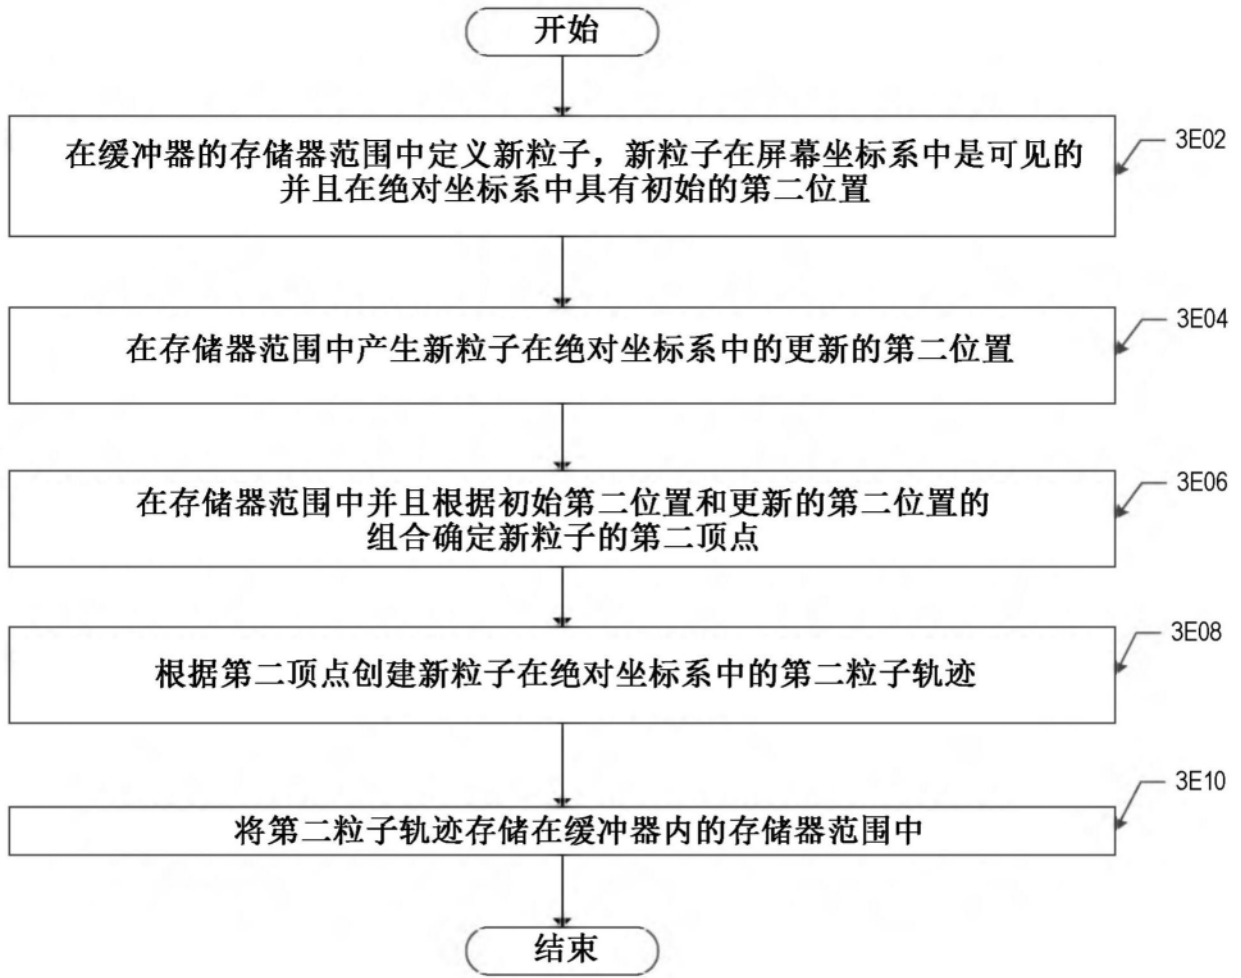 开始
在缓冲器的存储器范围中定义新粒子，新粒子在屏幕坐标系中是可见的
并且在绝对坐标系中具有初始的第二位置
3E02
在存储器范围中产生新粒子在绝对坐标系中的更新的第二位置
3E04
在存储器范围中并且根据初始第二位置和更新的第二位置的
组合确定新粒子的第二顶点
3E06
根据第二顶点创建新粒子在绝对坐标系中的第二粒子轨迹
3E08
将第二粒子轨迹存储在缓冲器内的存储器范围中
3E10
结束